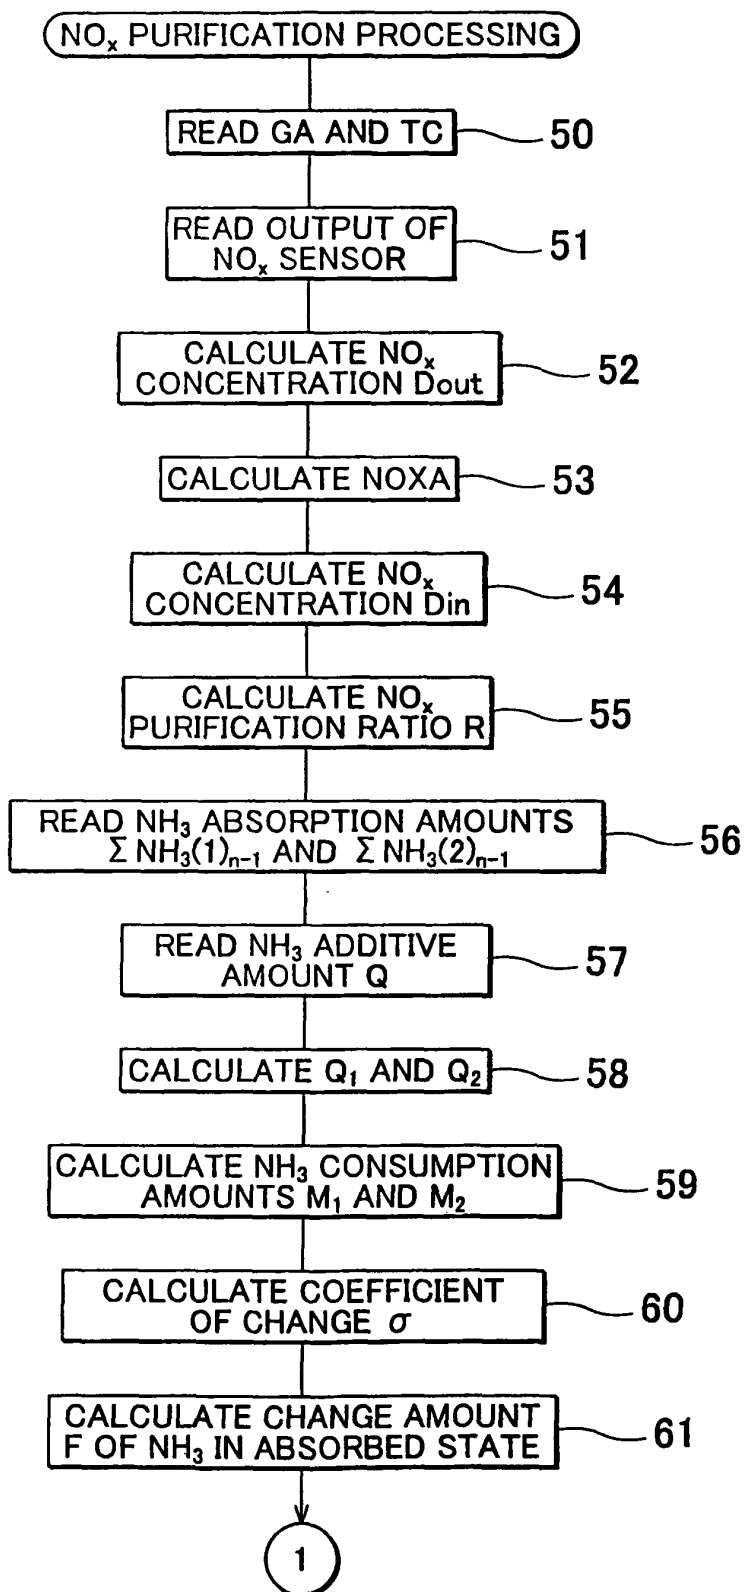 NOₓ PURIFICATION PROCESSING
READ GA AND TC
50
READ OUTPUT OF
NOₓ SENSOR
51
CALCULATE NOₓ
CONCENTRATION Dout
52
CALCULATE NOXA
53
CALCULATE NOₓ
CONCENTRATION Din
54
CALCULATE NOₓ
PURIFICATION RATIO R
55
READ NH₃ ABSORPTION AMOUNTS
Σ NH₃(1)ₙ₋₁ AND Σ NH₃(2)ₙ₋₁
56
READ NH₃ ADDITIVE
AMOUNT Q
57
CALCULATE Q₁ AND Q₂
58
CALCULATE NH₃ CONSUMPTION
AMOUNTS M₁ AND M₂
59
CALCULATE COEFFICIENT
OF CHANGE σ
60
CALCULATE CHANGE AMOUNT
F OF NH₃ IN ABSORBED STATE
61
1